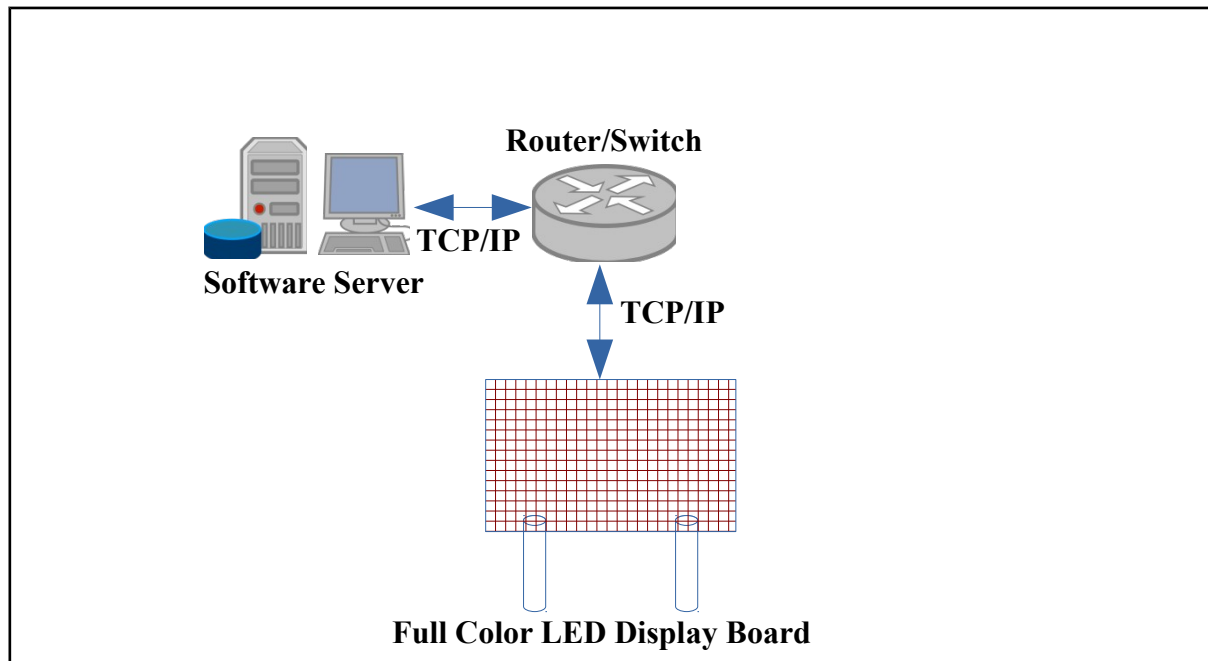 Router/Switch
TCP/IP
Software Server
TCP/IP
Full Color LED Display Board